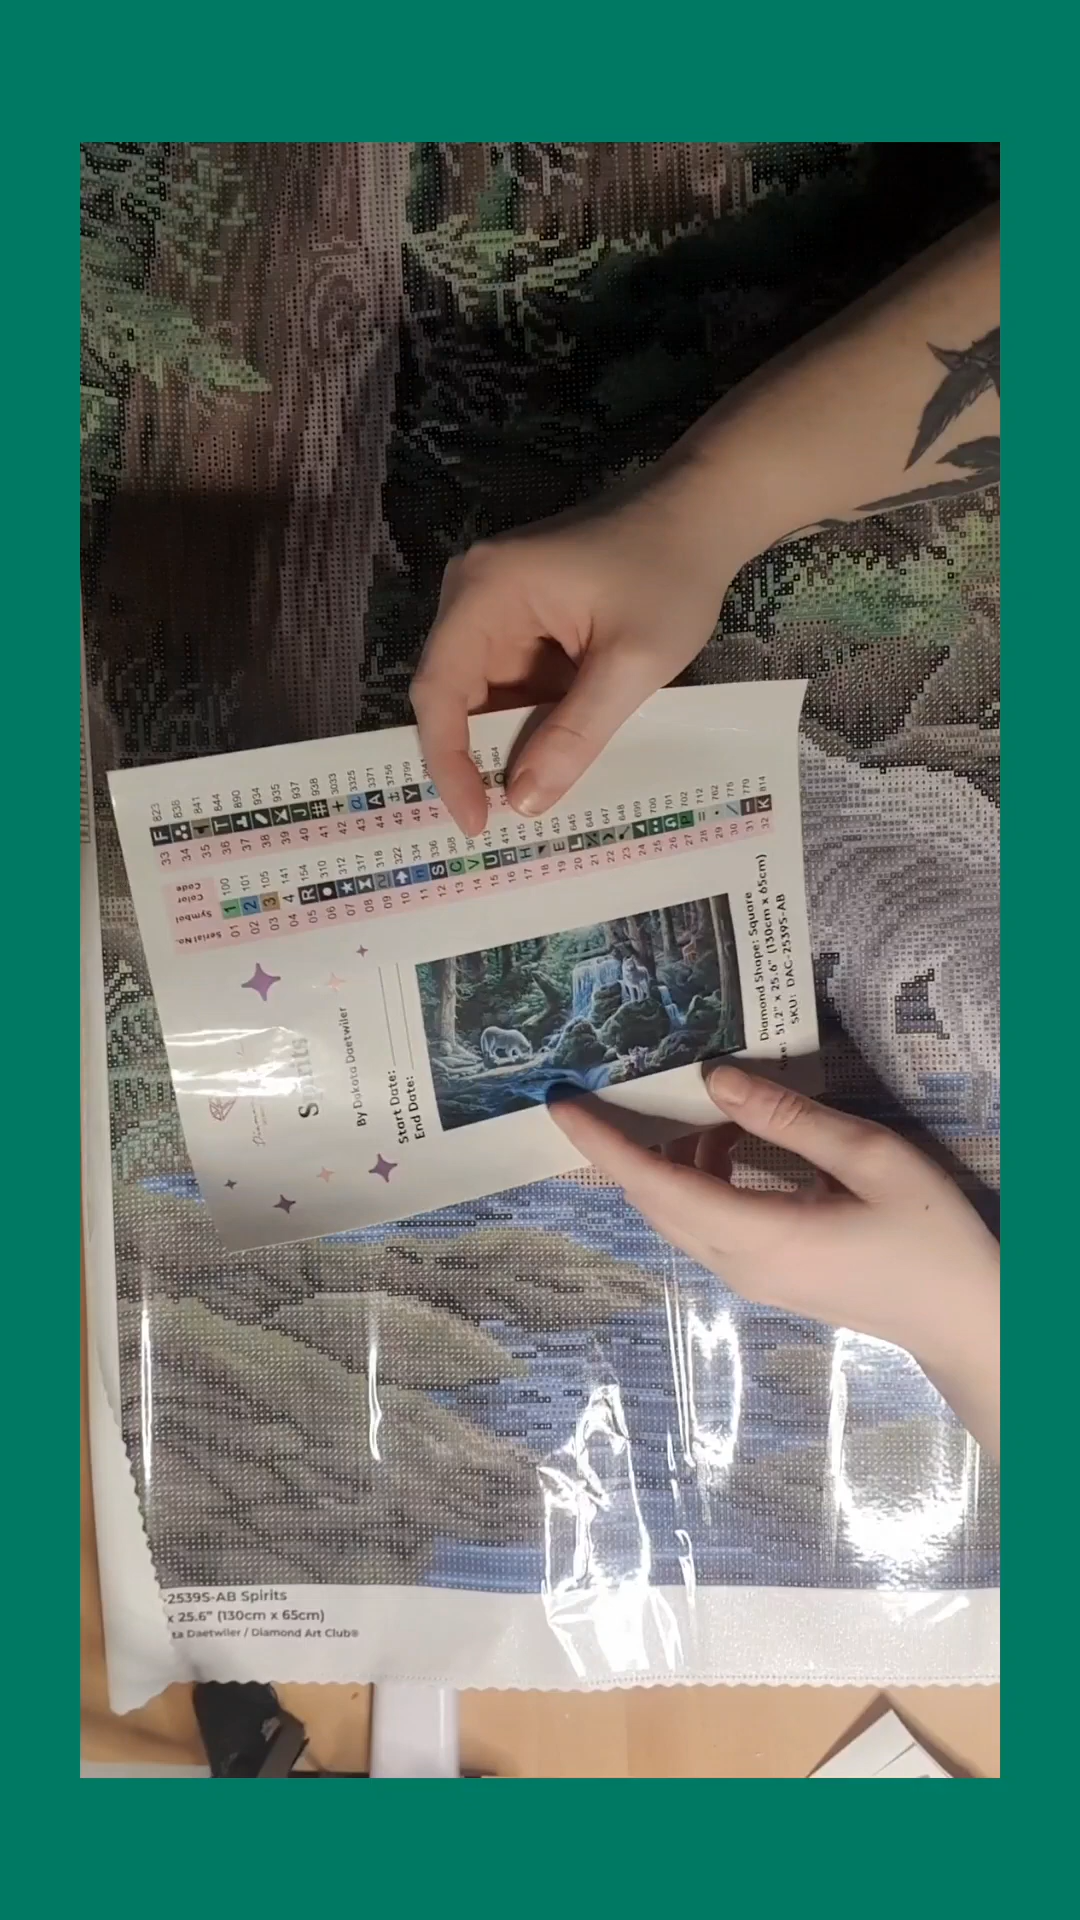 Spirits
By Dakota Daetwiler
Start Date:
End Date:
Diamond Shape: Square
Size: 51.2" x 25.6" (130cm x 65cm)
SKU: DAC-2539S-AB
Serial No. Symbol Color Code
01 1 100
02 2 101
03 3 105
04 4 141
05 R 154
06 ● 310
07 ★ 312
08 317
09 318
10 322
11 n 334
12 S 336
13 C 368
14 V
15 U 413
16 414
17 H 415
18 452
19 E 453
20 L 645
21 646
22 647
23 648
24 699
25 700
26 701
27 P 702
28 = 712
29 • 762
30 / 775
31 − 779
32 K 814
33 F 823
34 838
35 841
36 T 844
37 890
38 934
39 935
40 J 937
41 # 938
42 + 3033
43 a 3325
44 A 3371
45 ± 3756
46 Y 3799
47
3861
3864
-2539S-AB Spirits
x 25.6" (130cm x 65cm)
ta Daetwiler / Diamond Art Club®